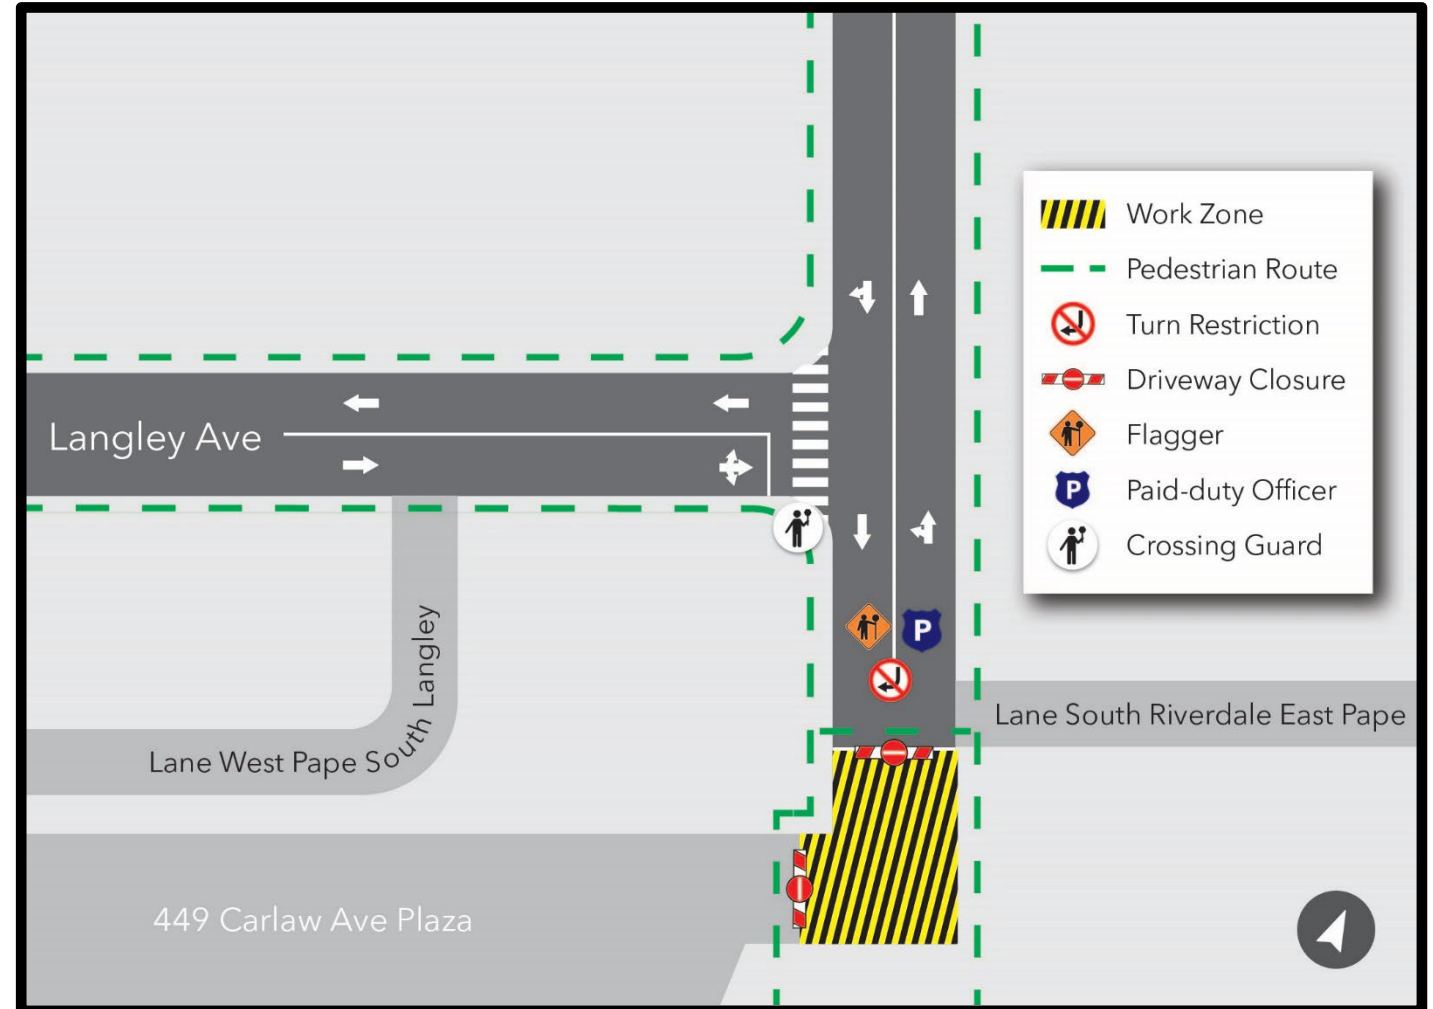 Work Zone
Pedestrian Route
Turn Restriction
Driveway Closure
Flagger
P Paid-duty Officer
Crossing Guard
Langley Ave
P
Lane West Pape South Langley
Lane South Riverdale East Pape
449 Carlaw Ave Plaza